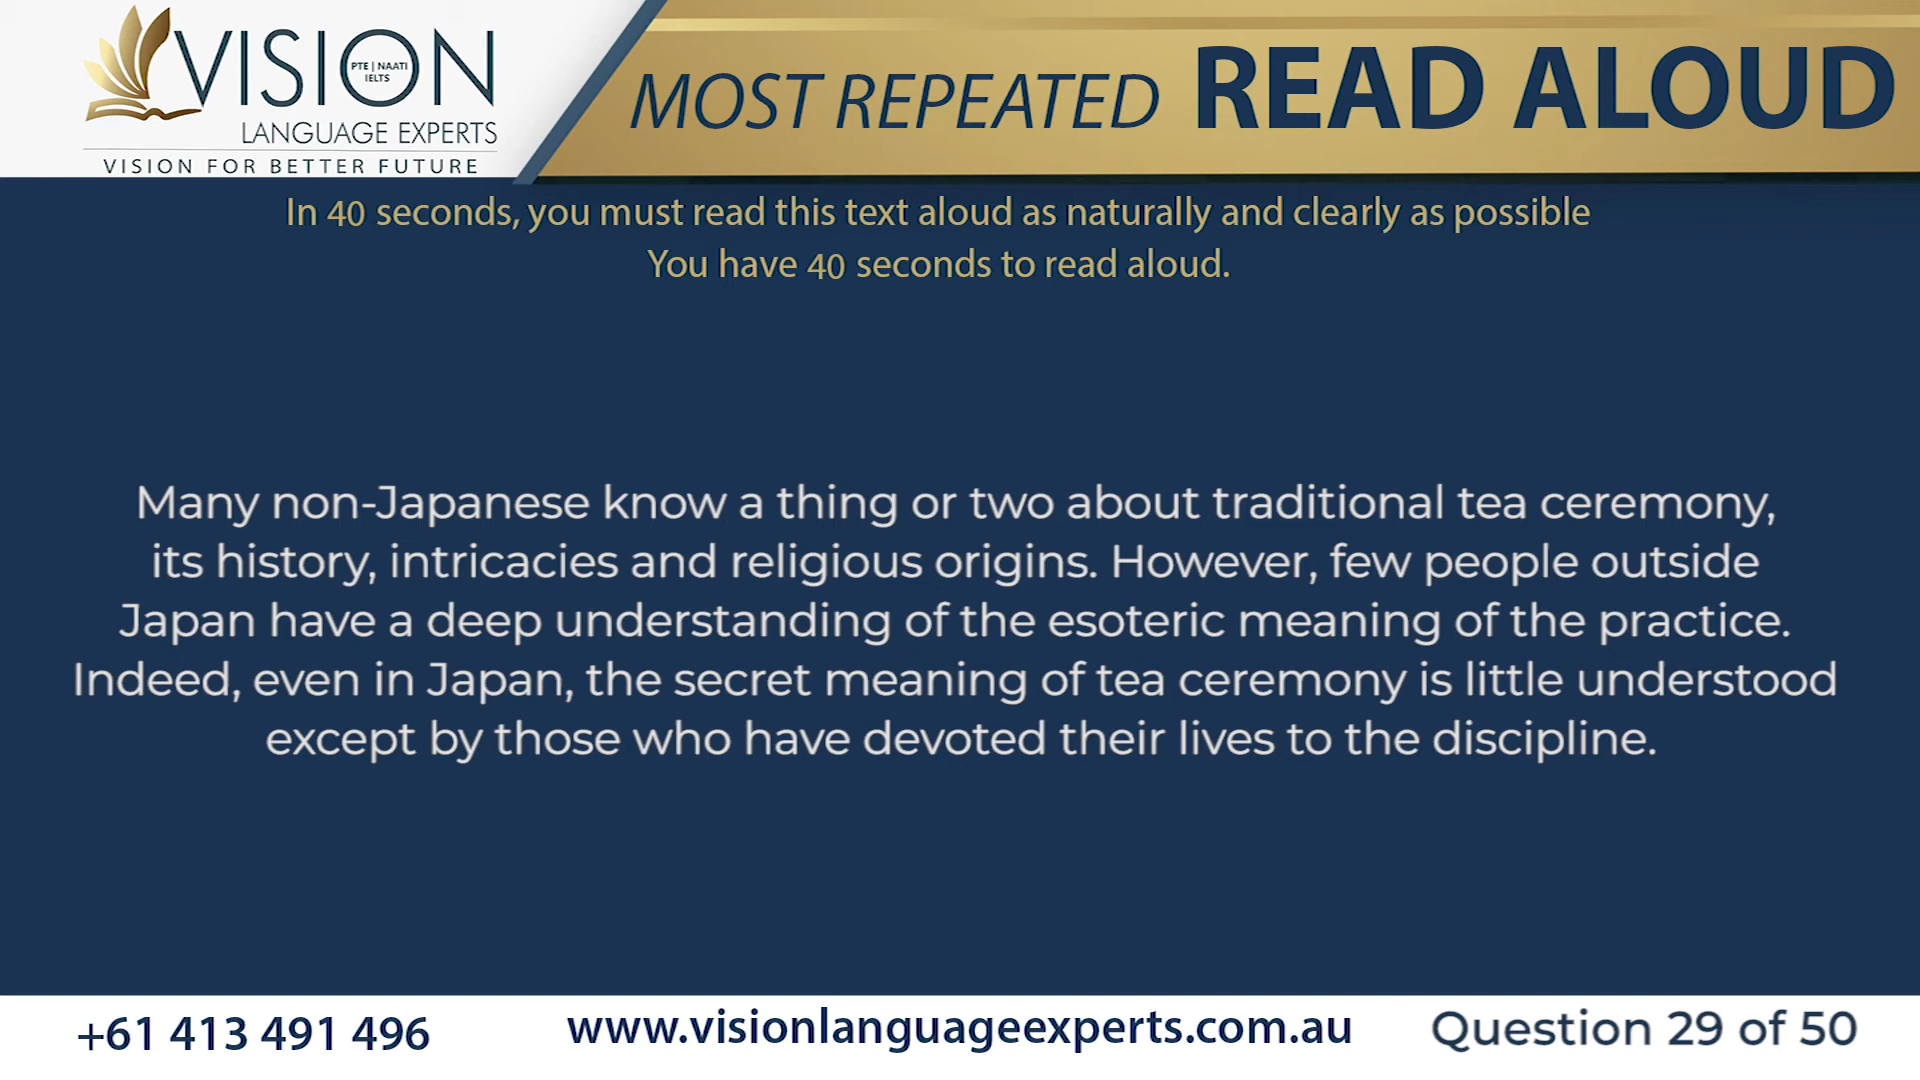 VISION
PTE | NAATI
IELTS
LANGUAGE EXPERTS
VISION FOR BETTER FUTURE
MOST REPEATED READ ALOUD
In 40 seconds, you must read this text aloud as naturally and clearly as possible
You have 40 seconds to read aloud.
Many non-Japanese know a thing or two about traditional tea ceremony,
its history, intricacies and religious origins. However, few people outside
Japan have a deep understanding of the esoteric meaning of the practice.
Indeed, even in Japan, the secret meaning of tea ceremony is little understood
except by those who have devoted their lives to the discipline.
+61 413 491 496
www.visionlanguageexperts.com.au
Question 29 of 50